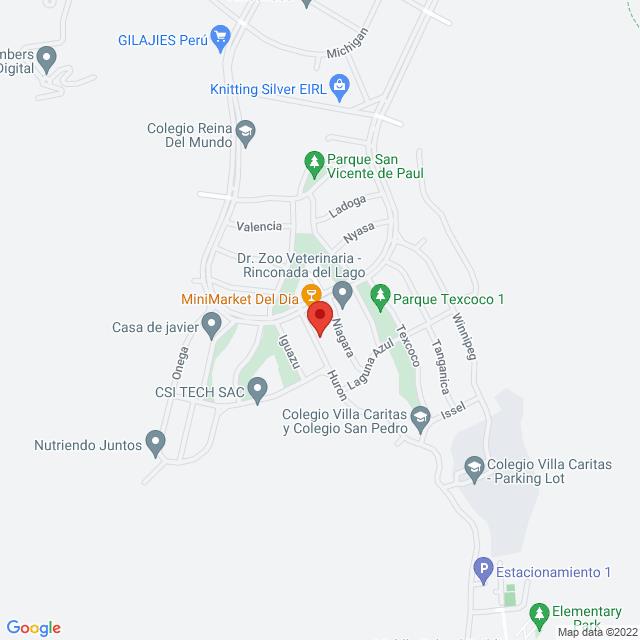 GILAJIES Perú
Michigan
mbers
Digital
Knitting Silver EIRL
Colegio Reina
Del Mundo
Parque San
Vicente de Paul
Ladoga
Valencia
Nyasa
Dr. Zoo Veterinaria -
Rinconada del Lago
MiniMarket Del Dia
Parque Texcoco 1
Casa de javier
Winnipeg
Niagara
Texcoco
Iguazu
Laguna Azul
Tanganica
Onega
Huron
CSI TECH SAC
Issel
Colegio Villa Caritas
y Colegio San Pedro
Nutriendo Juntos
Colegio Villa Caritas
- Parking Lot
Estacionamiento 1
Elementary
Park
Google
Map data ©2022